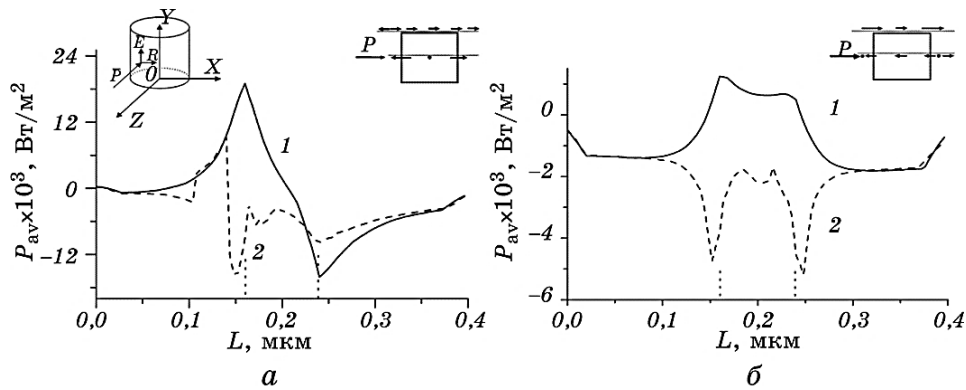 Y
E
R
P
O
X
Z
P
24
12
0
−12
P_av×10³, Вт/м²
1
2
0,0 0,1 0,2 0,3 0,4
L, мкм
а
P
0
−2
−4
−6
P_av×10³, Вт/м²
1
2
0,0 0,1 0,2 0,3 0,4
L, мкм
б